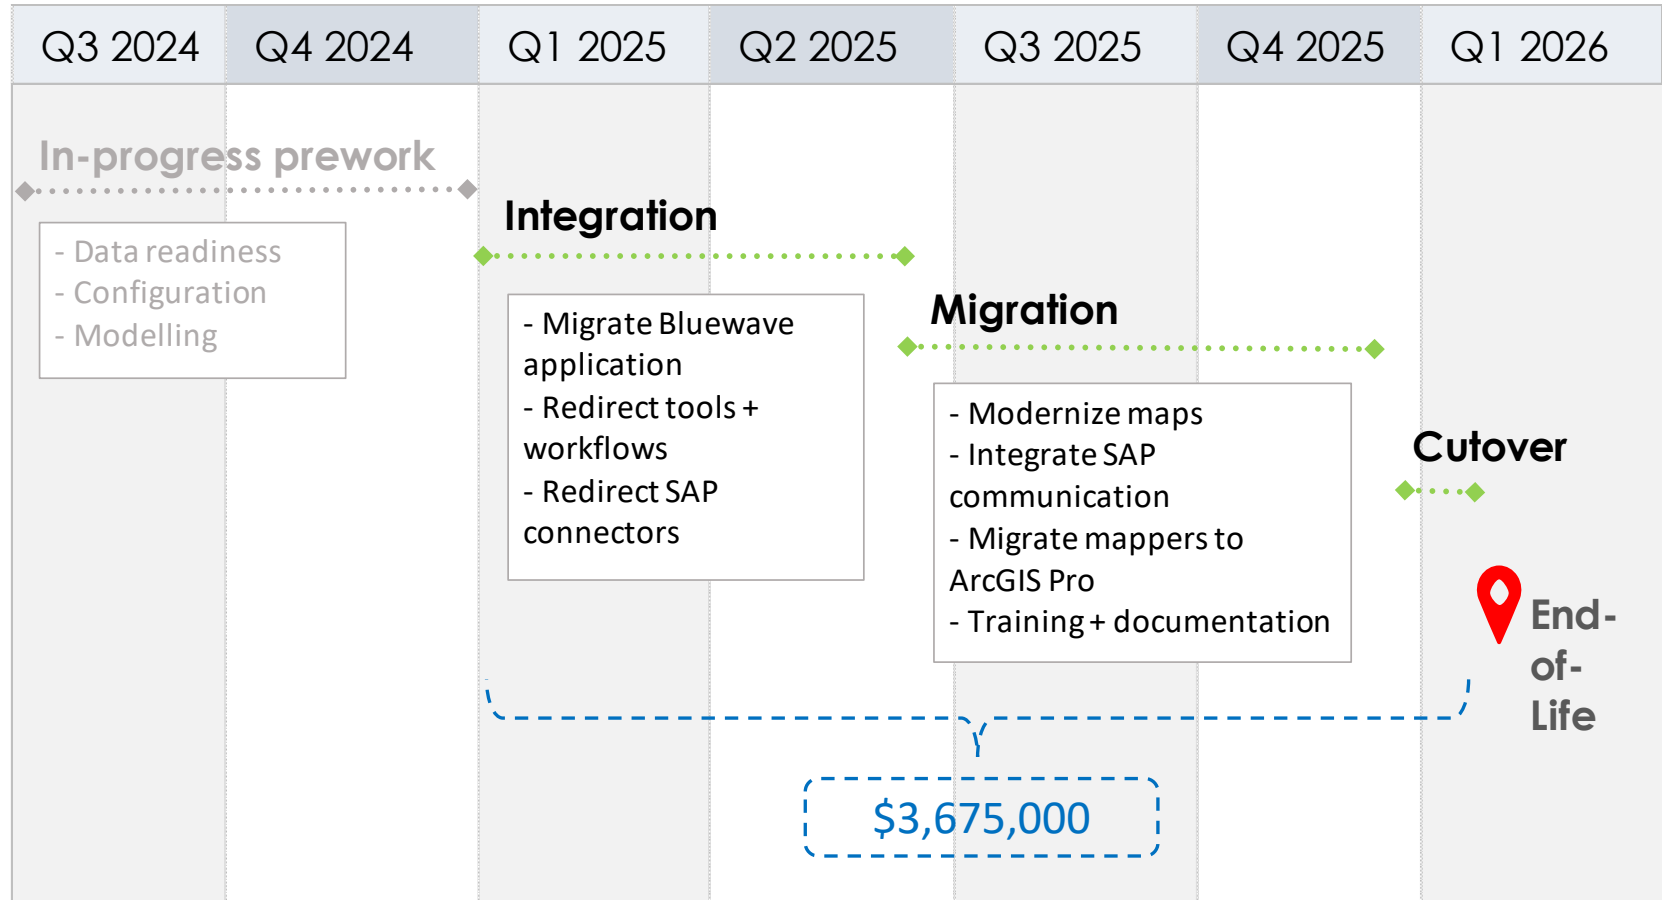 Q3 2024 Q4 2024 Q1 2025 Q2 2025 Q3 2025 Q4 2025 Q1 2026
In-progress prework
- Data readiness
- Configuration
- Modelling
Integration
- Migrate Bluewave
application
- Redirect tools +
workflows
- Redirect SAP
connectors
Migration
- Modernize maps
- Integrate SAP
communication
- Migrate mappers to
ArcGIS Pro
- Training + documentation
Cutover
End-
of-
Life
$3,675,000